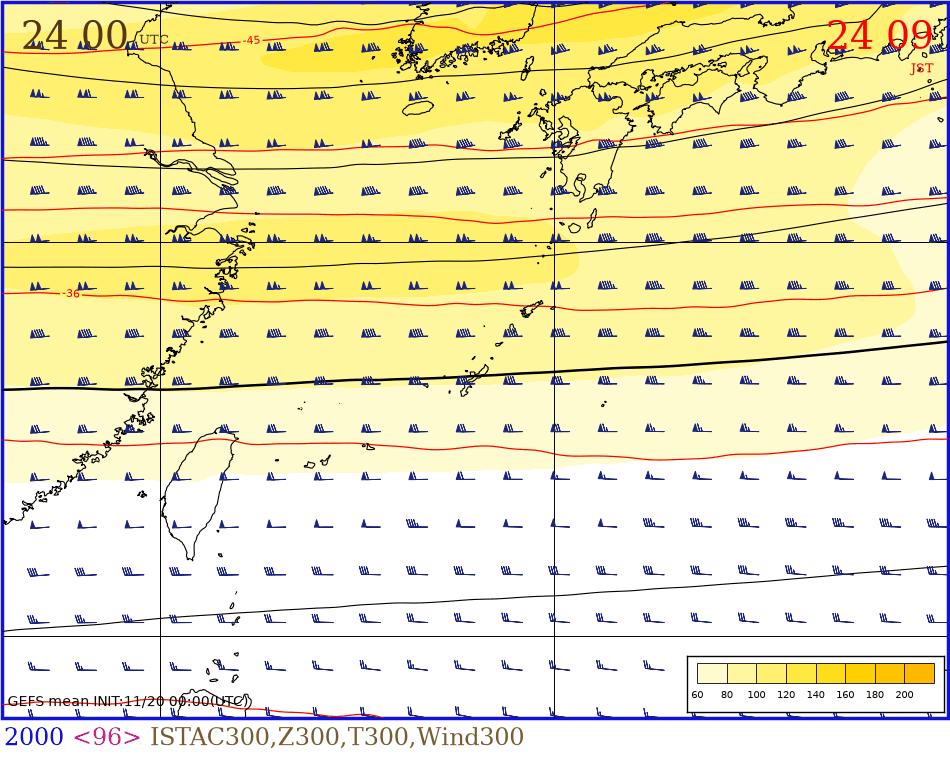 24 00 UTC
24 09
JST
-45
-36
GEFS mean INIT:11/20 00:00(UTC)
60 80 100 120 140 160 180 200
2000 <96> ISTAC300,Z300,T300,Wind300